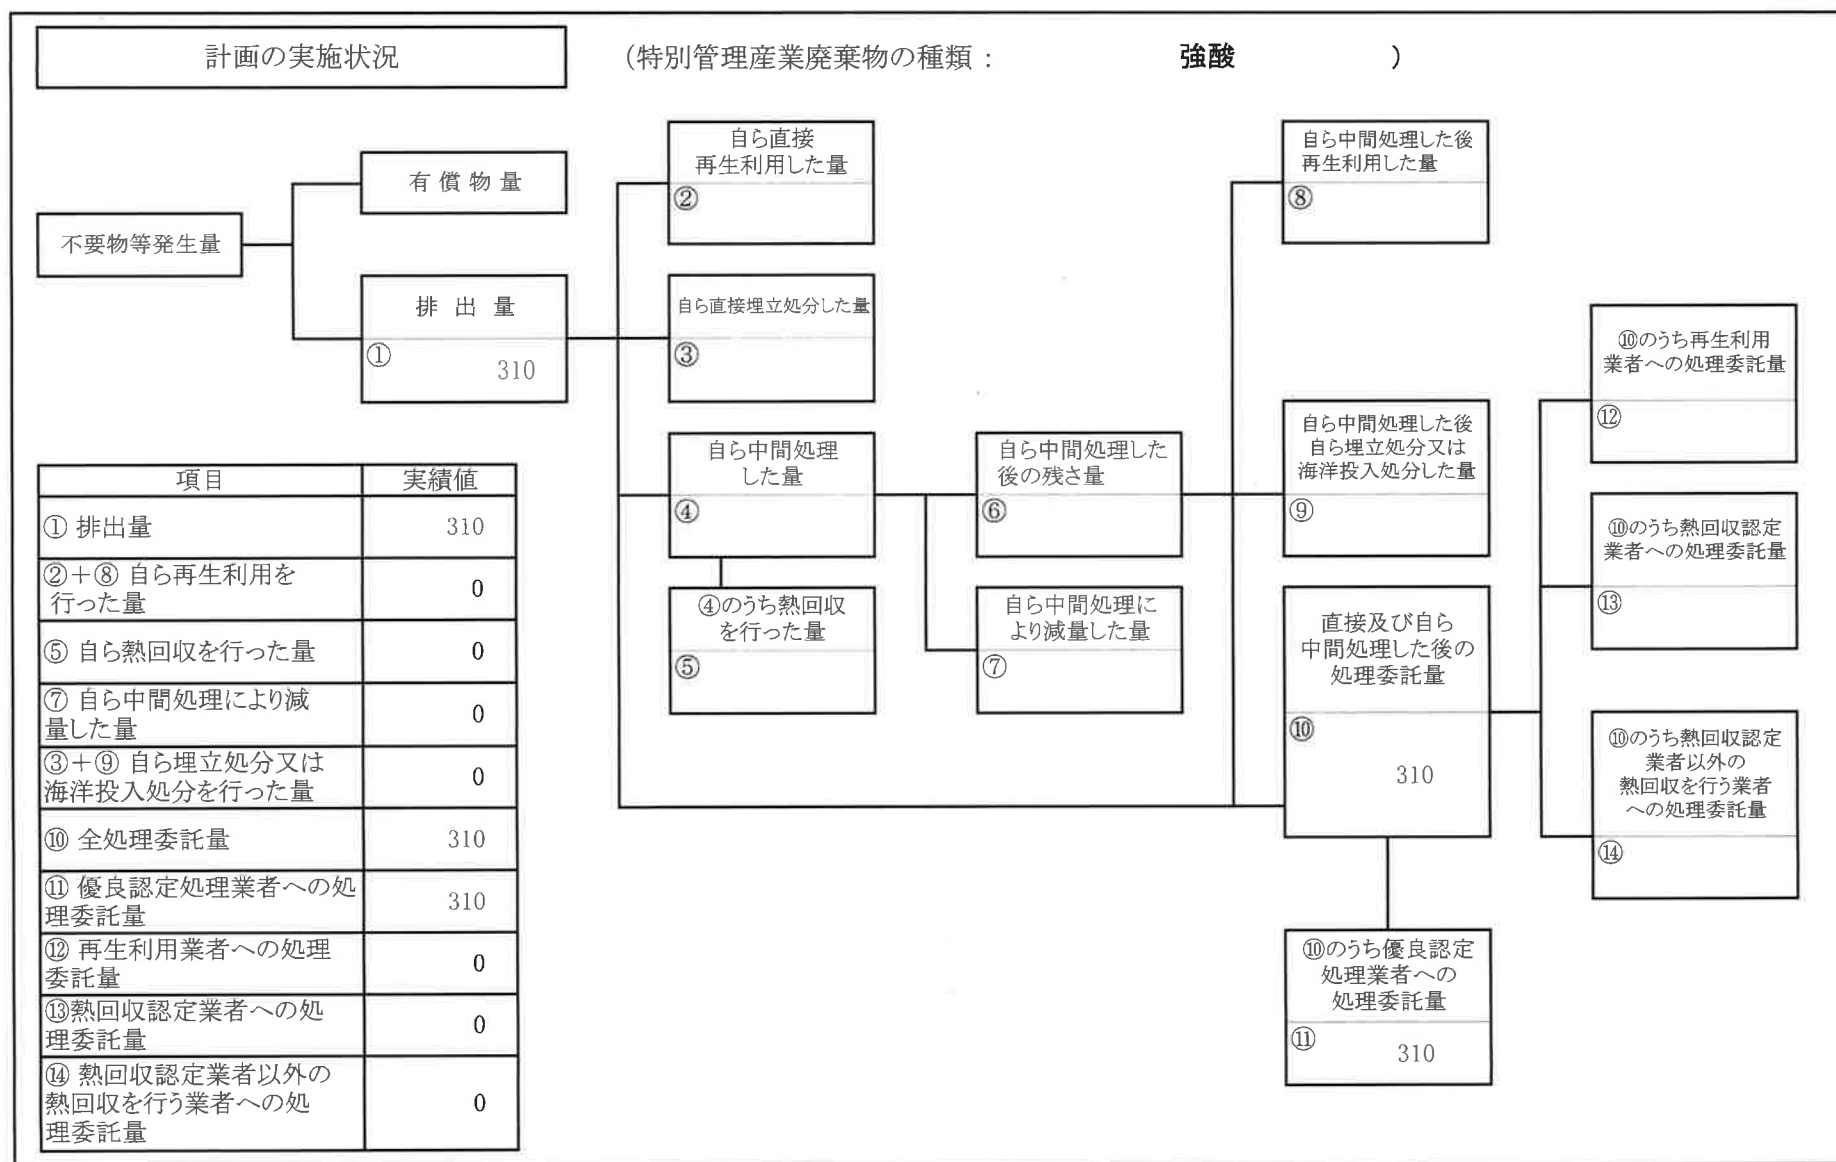 計画の実施状況
（特別管理産業廃棄物の種類： 強酸 ）
不要物等発生量
有償物量
排出量
①
310
自ら直接
再生利用した量
②
自ら直接埋立処分した量
③
自ら中間処理
した量
④
④のうち熱回収
を行った量
⑤
自ら中間処理した
後の残さ量
⑥
自ら中間処理に
より減量した量
⑦
自ら中間処理した後
再生利用した量
⑧
自ら中間処理した後
自ら埋立処分又は
海洋投入処分した量
⑨
直接及び自ら
中間処理した後の
処理委託量
⑩
310
⑩のうち優良認定
処理業者への
処理委託量
⑪
310
⑩のうち再生利用
業者への処理委託量
⑫
⑩のうち熱回収認定
業者への処理委託量
⑬
⑩のうち熱回収認定
業者以外の
熱回収を行う業者
への処理委託量
⑭
項目 実績値
① 排出量 310
②＋⑧ 自ら再生利用を
行った量 0
⑤ 自ら熱回収を行った量 0
⑦ 自ら中間処理により減
量した量 0
③＋⑨ 自ら埋立処分又は
海洋投入処分を行った量 0
⑩ 全処理委託量 310
⑪ 優良認定処理業者への処
理委託量 310
⑫ 再生利用業者への処理
委託量 0
⑬熱回収認定業者への処
理委託量 0
⑭ 熱回収認定業者以外の
熱回収を行う業者への処
理委託量 0